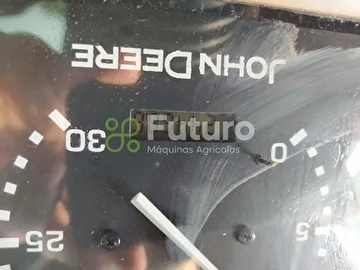 JOHN DEERE
Futuro
Máquinas Agrícolas
30
0
25
5